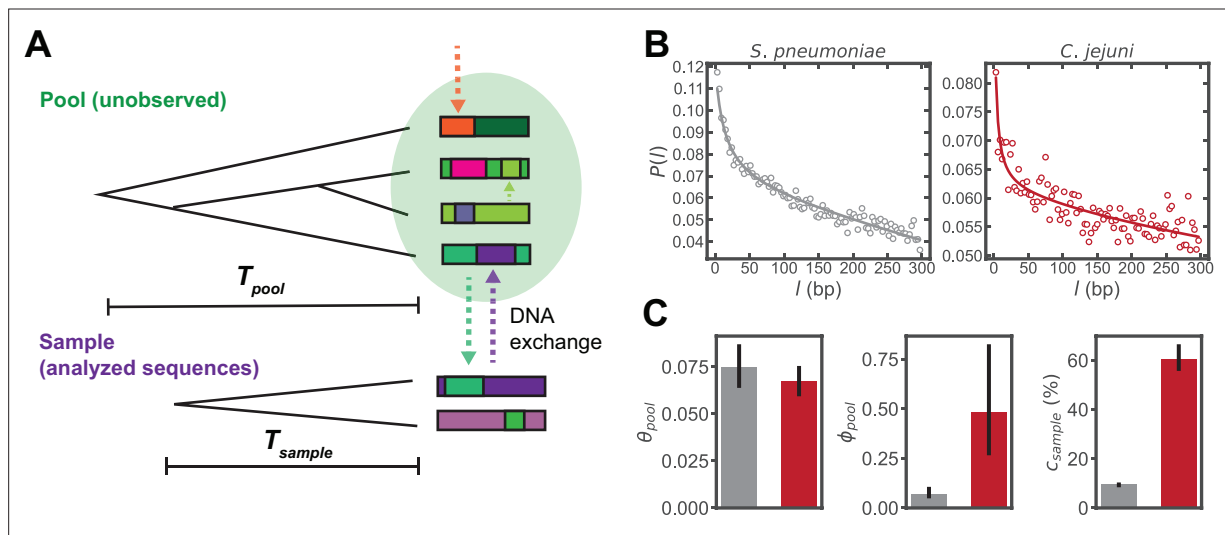 A
Pool (unobserved)
T_pool
Sample
(analyzed sequences)
T_sample
DNA
exchange
B
S. pneumoniae
C. jejuni
0.12
0.11
0.10
0.09
0.08
0.07
0.06
0.05
0.04
P(l)
0 50 100 150 200 250 300
l (bp)
0.080
0.075
0.070
0.065
0.060
0.055
0.050
0 50 100 150 200 250 300
l (bp)
C
0.075
0.050
0.025
0.000
θ_pool
0.75
0.50
0.25
0.00
ϕ_pool
60
40
20
0
c_sample (%)